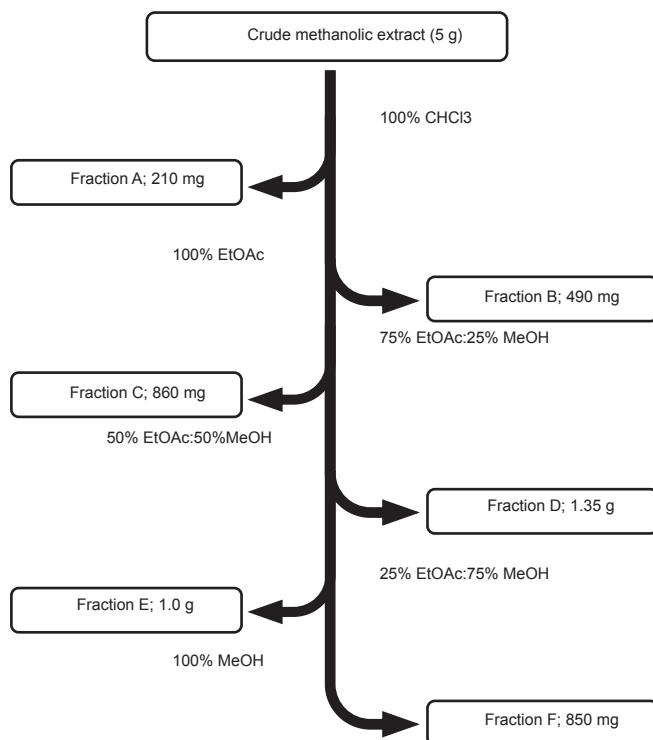 Crude methanolic extract (5 g)
100% CHCl3
Fraction A; 210 mg
100% EtOAc
Fraction B; 490 mg
75% EtOAc:25% MeOH
Fraction C; 860 mg
50% EtOAc:50%MeOH
Fraction D; 1.35 g
25% EtOAc:75% MeOH
Fraction E; 1.0 g
100% MeOH
Fraction F; 850 mg